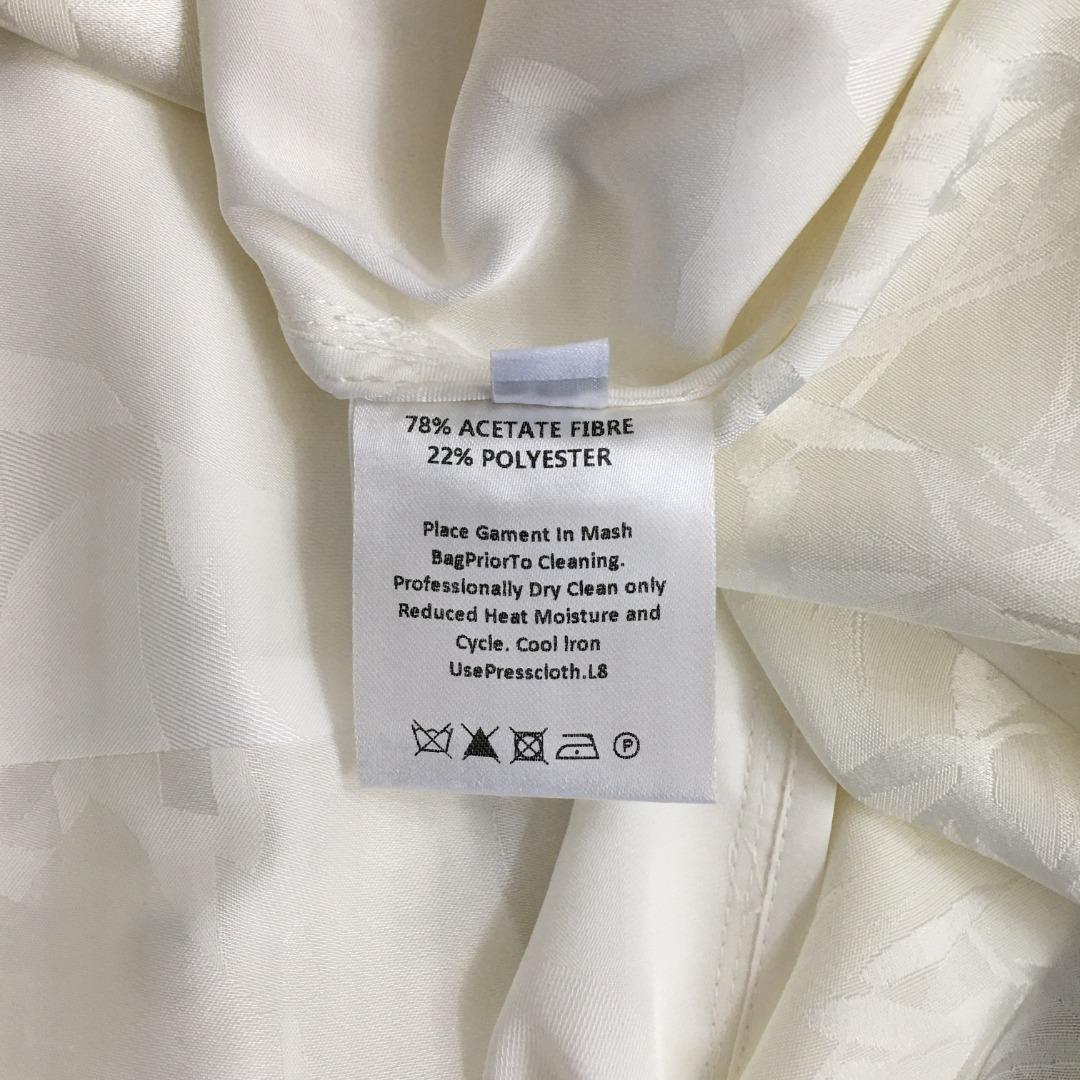 78% ACETATE FIBRE
22% POLYESTER
Place Garment In Mash
BagPriorTo Cleaning.
Professionally Dry Clean only
Reduced Heat Moisture and
Cycle. Cool Iron
UsePresscloth.L8
P